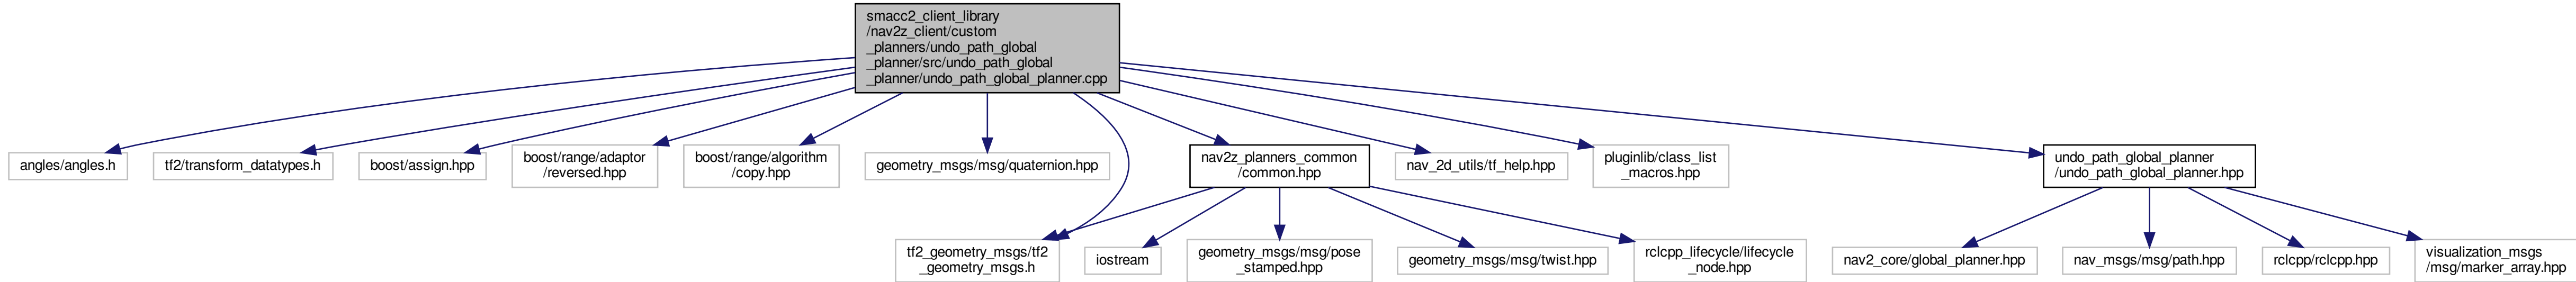 smacc2_client_library
/nav2z_client/custom
_planners/undo_path_global
_planner/src/undo_path_global
_planner/undo_path_global_planner.cpp
angles/angles.h
tf2/transform_datatypes.h
boost/assign.hpp
boost/range/adaptor
/reversed.hpp
boost/range/algorithm
/copy.hpp
geometry_msgs/msg/quaternion.hpp
nav2z_planners_common
/common.hpp
nav_2d_utils/tf_help.hpp
pluginlib/class_list
_macros.hpp
undo_path_global_planner
/undo_path_global_planner.hpp
tf2_geometry_msgs/tf2
_geometry_msgs.h
iostream
geometry_msgs/msg/pose
_stamped.hpp
geometry_msgs/msg/twist.hpp
rclcpp_lifecycle/lifecycle
_node.hpp
nav2_core/global_planner.hpp
nav_msgs/msg/path.hpp
rclcpp/rclcpp.hpp
visualization_msgs
/msg/marker_array.hpp